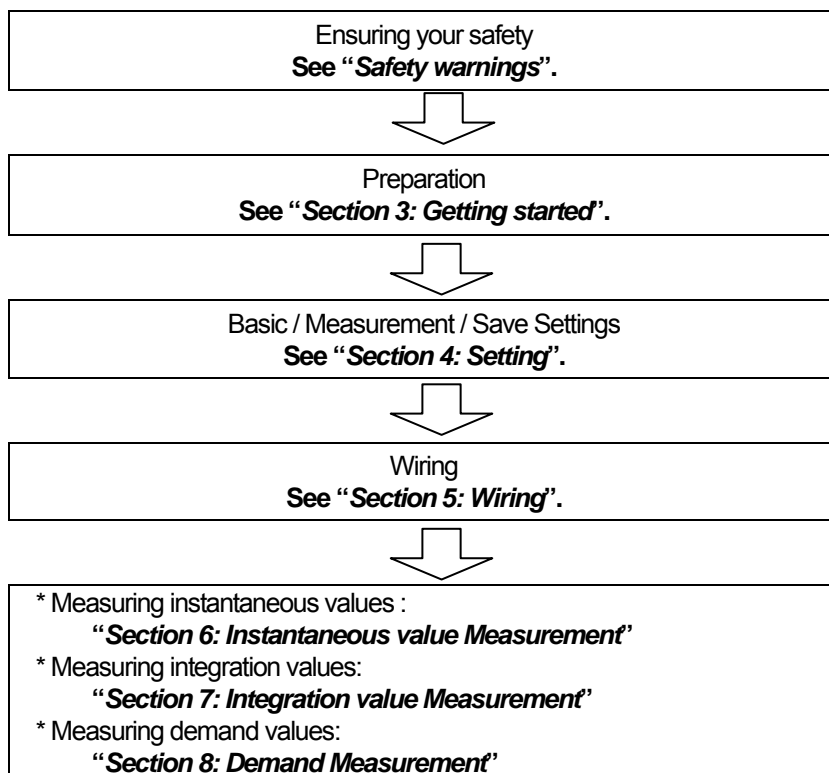 Ensuring your safety
See “Safety warnings”.
Preparation
See “Section 3: Getting started”.
Basic / Measurement / Save Settings
See “Section 4: Setting”.
Wiring
See “Section 5: Wiring”.
* Measuring instantaneous values :
“Section 6: Instantaneous value Measurement”
* Measuring integration values:
“Section 7: Integration value Measurement”
* Measuring demand values:
“Section 8: Demand Measurement”